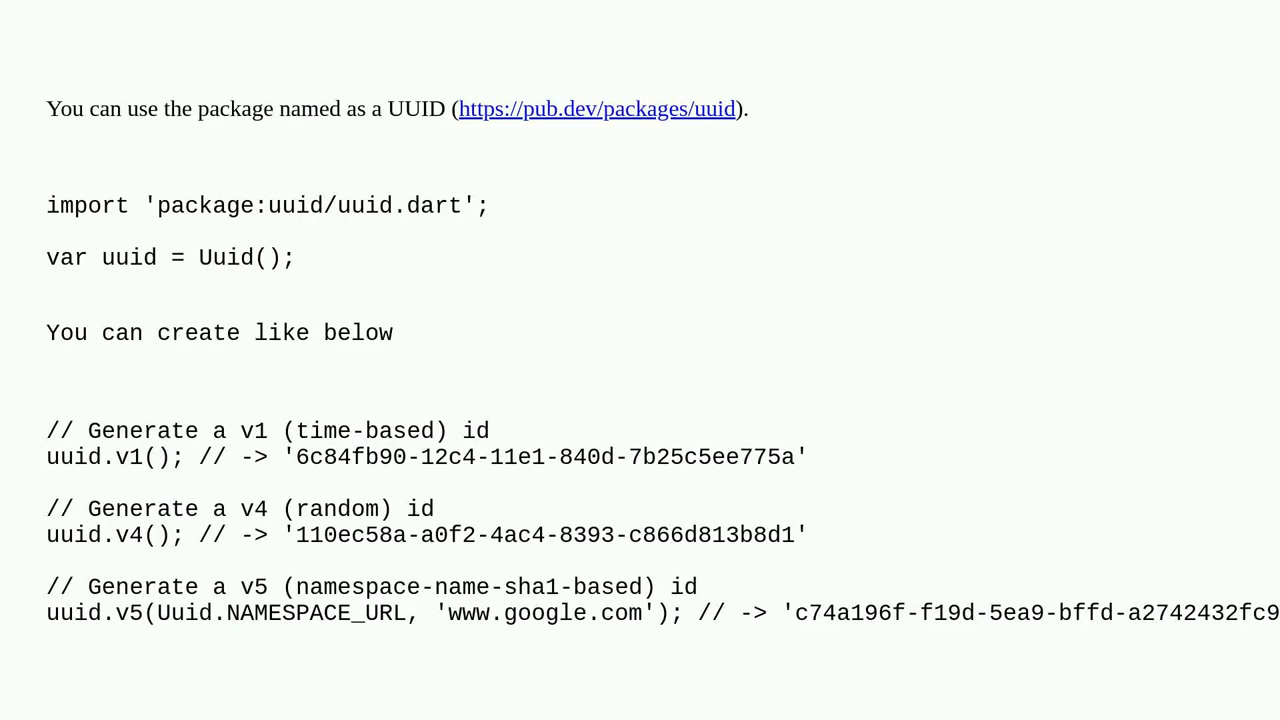 You can use the package named as a UUID (https://pub.dev/packages/uuid).
import 'package:uuid/uuid.dart';
var uuid = Uuid();
You can create like below
// Generate a v1 (time-based) id
uuid.v1(); // -> '6c84fb90-12c4-11e1-840d-7b25c5ee775a'
// Generate a v4 (random) id
uuid.v4(); // -> '110ec58a-a0f2-4ac4-8393-c866d813b8d1'
// Generate a v5 (namespace-name-sha1-based) id
uuid.v5(Uuid.NAMESPACE_URL, 'www.google.com'); // -> 'c74a196f-f19d-5ea9-bffd-a2742432fc9